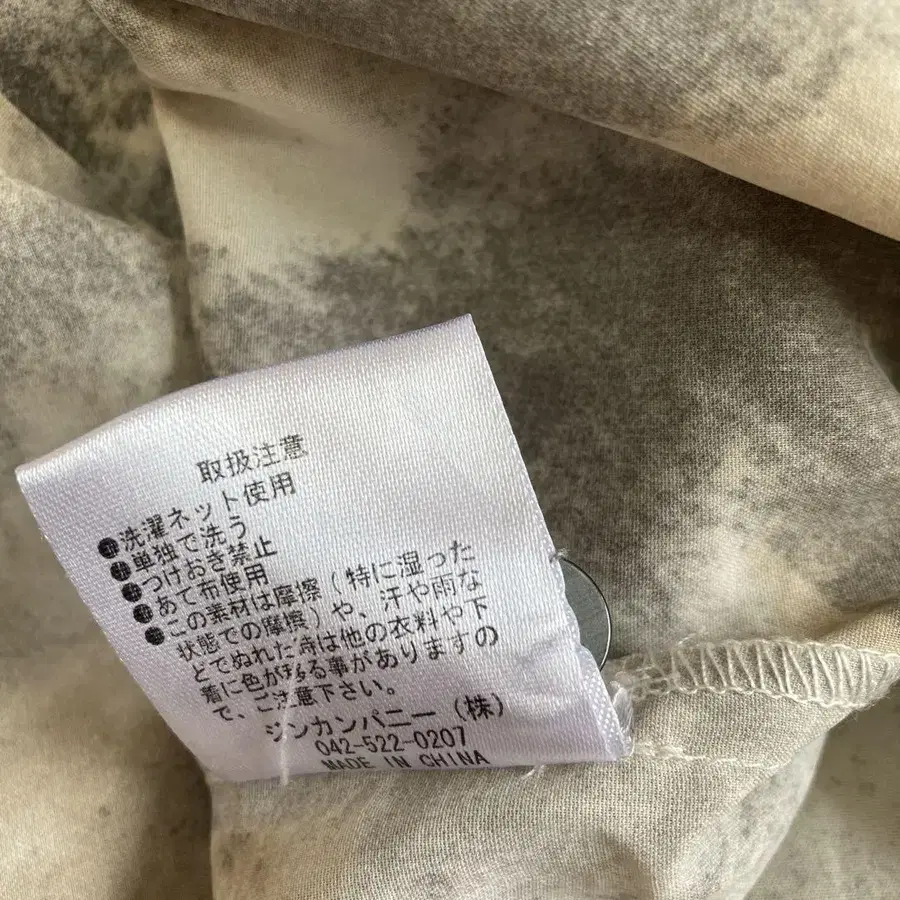 取扱注意
●洗濯ネット使用
●単独で洗う
●つけおき禁止
●あて布使用
●この素材は摩擦(特に湿った
状態での摩擦)や、汗や雨な
どでぬれた時は他の衣料や下
着に色が移る事がありますの
で、ご注意下さい。
ジンカンパニー(株)
042-522-0207
MADE IN CHINA